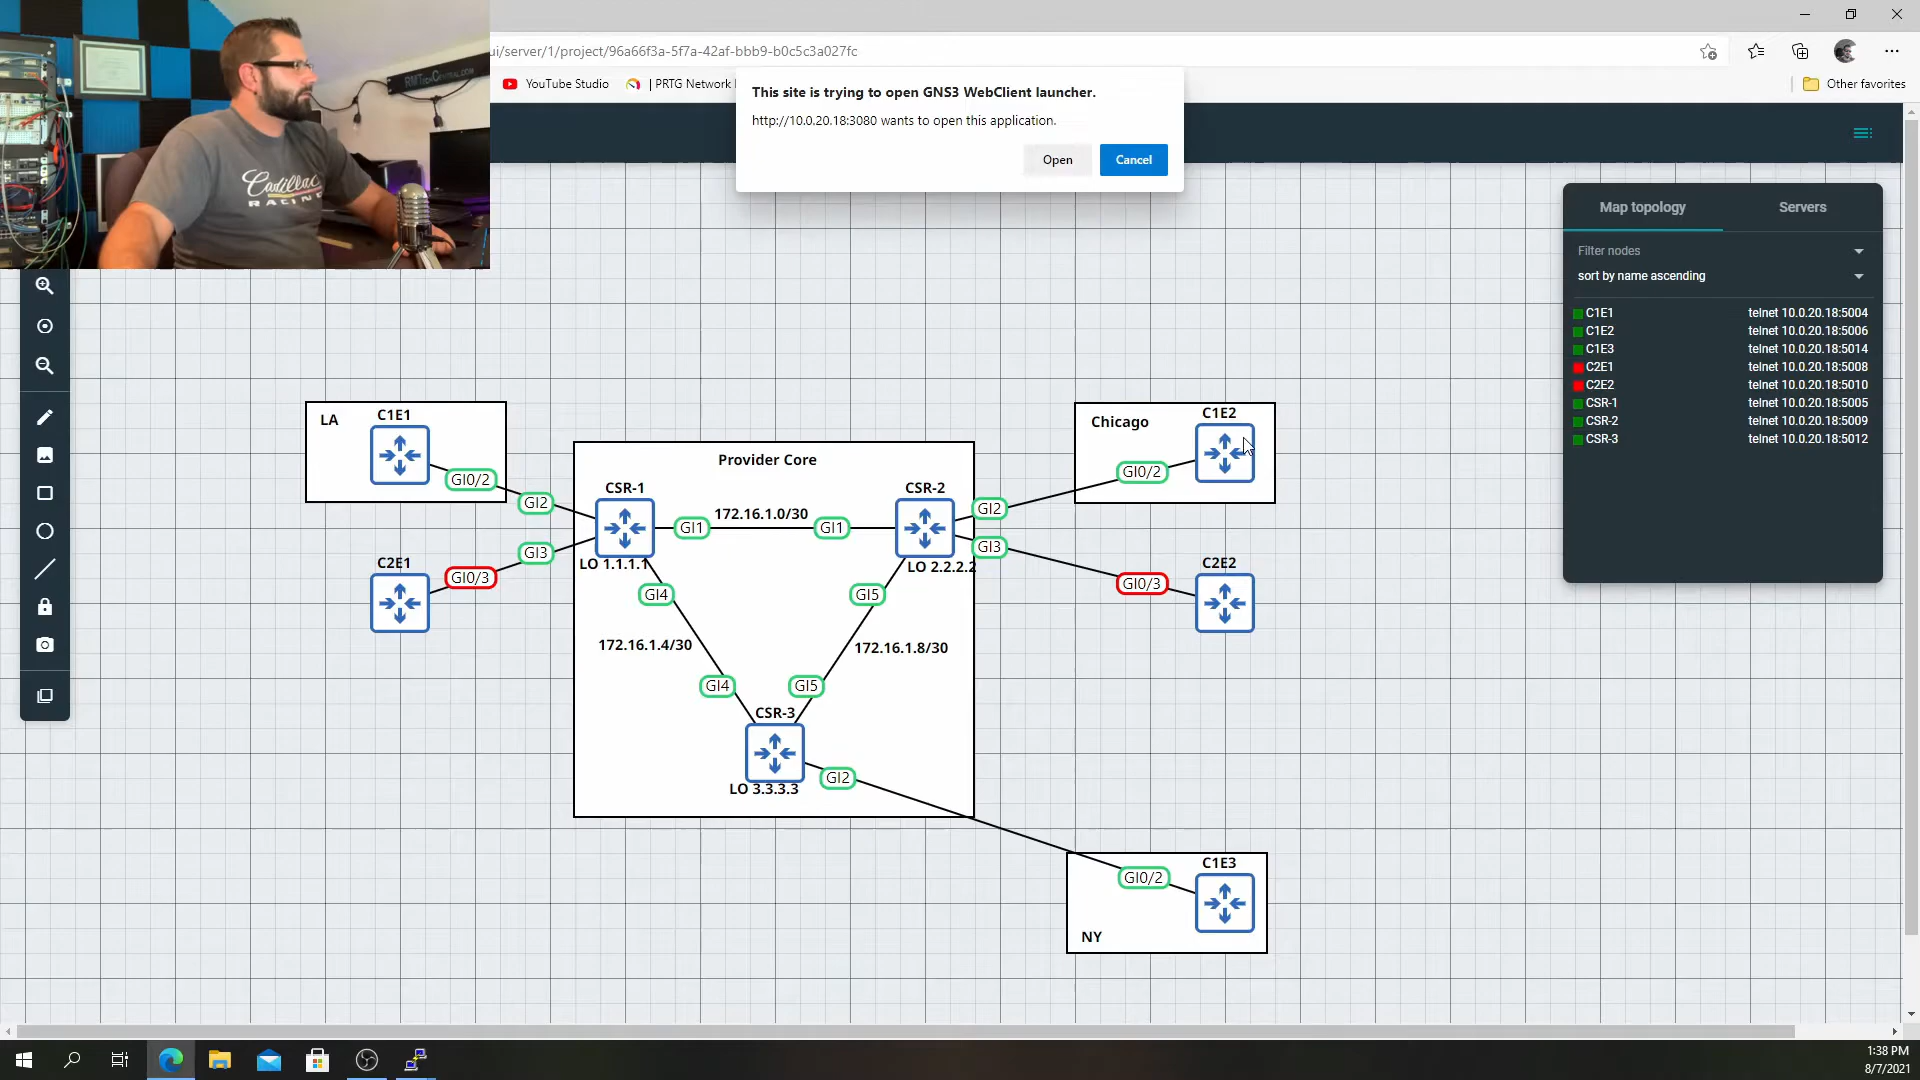 RMTechCentral.com
Cadillac
RACING
ui/server/1/project/96a66f3a-5f7a-42af-bbb9-b0c5c3a027fc
YouTube Studio
| PRTG Network
Other favorites
This site is trying to open GNS3 WebClient launcher.
http://10.0.20.18:3080 wants to open this application.
Open
Cancel
Map topology
Servers
Filter nodes
sort by name ascending
C1E1 telnet 10.0.20.18:5004
C1E2 telnet 10.0.20.18:5006
C1E3 telnet 10.0.20.18:5014
C2E1 telnet 10.0.20.18:5008
C2E2 telnet 10.0.20.18:5010
CSR-1 telnet 10.0.20.18:5005
CSR-2 telnet 10.0.20.18:5009
CSR-3 telnet 10.0.20.18:5012
LA
C1E1
GI0/2
GI2
C2E1
GI0/3
GI3
Provider Core
CSR-1
CSR-2
GI1
172.16.1.0/30
GI1
LO 1.1.1.1
LO 2.2.2.2
GI4
GI5
172.16.1.4/30
172.16.1.8/30
GI4
GI5
CSR-3
LO 3.3.3.3
GI2
Chicago
C1E2
GI0/2
GI2
GI3
C2E2
GI0/3
C1E3
GI0/2
NY
1:38 PM
8/7/2021